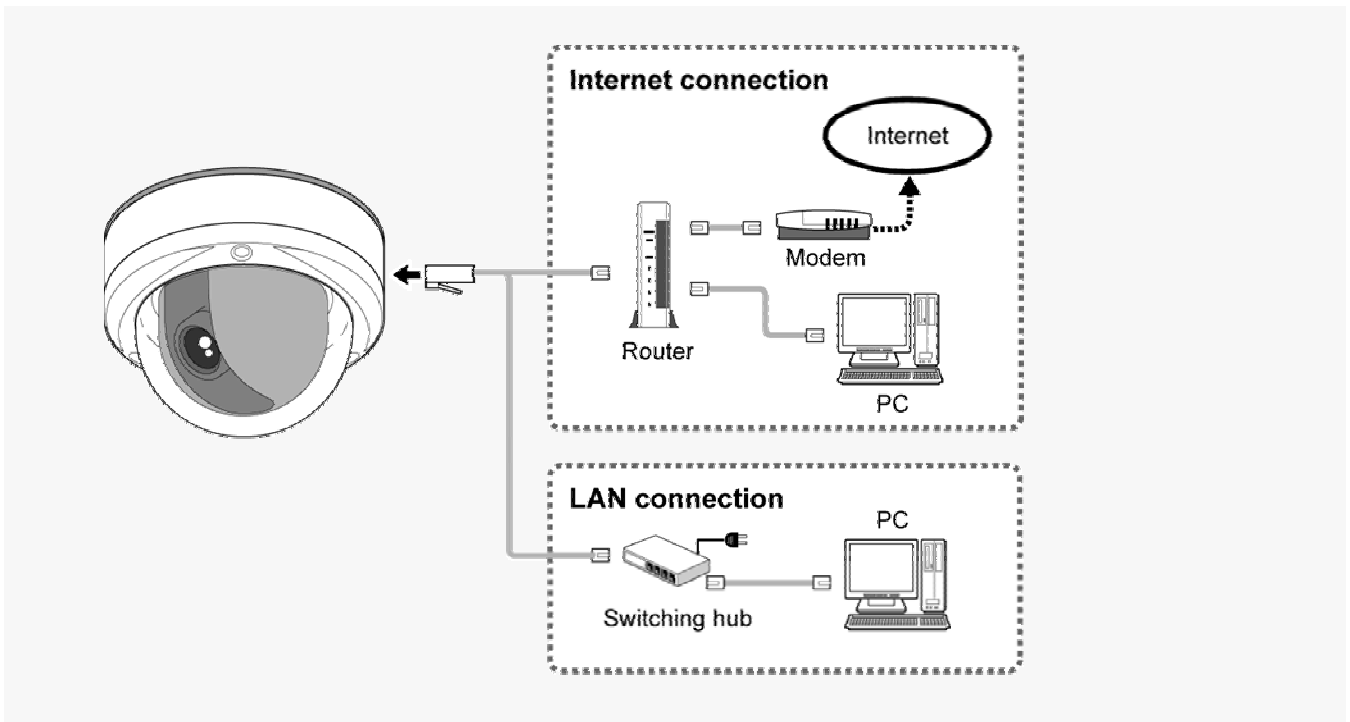 Internet connection
Internet
Modem
Router
PC
LAN connection
PC
Switching hub